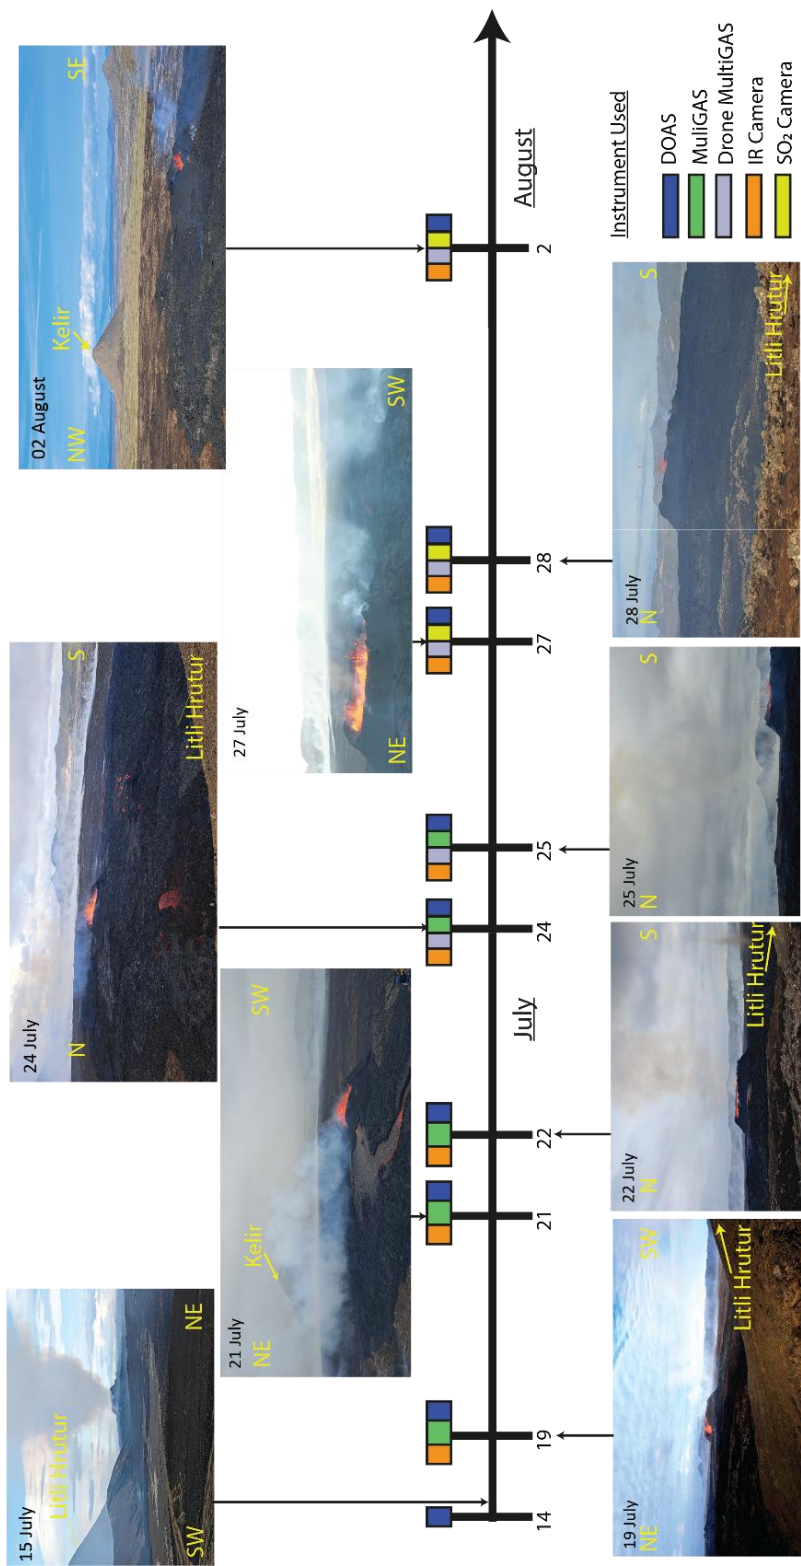 15 July
Litli Hrutur
SW
NE
24 July
N
S
Litli Hrutur
02 August
NW
Kelir
SE
21 July
NE
Kelir
SW
27 July
NE
SW
14
19
21
22
July
24
25
27
28
2
August
19 July
NE
SW
Litli Hrutur
22 July
N
S
Litli Hrutur
25 July
N
S
28 July
N
S
Litli Hrutur
Instrument Used
DOAS
MuliGAS
Drone MultiGAS
IR Camera
SO₂ Camera